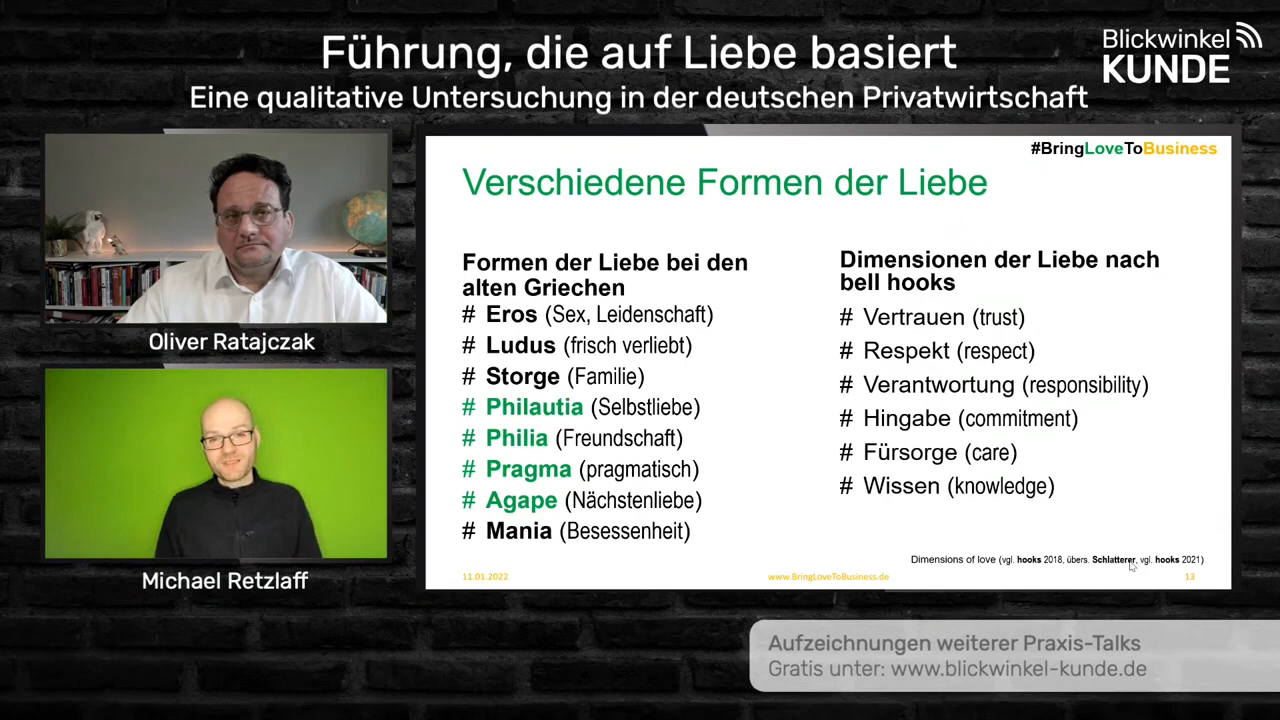 Führung, die auf Liebe basiert
Eine qualitative Untersuchung in der deutschen Privatwirtschaft
Blickwinkel
KUNDE
Oliver Ratajczak
Michael Retzlaff
#BringLoveToBusiness
Verschiedene Formen der Liebe
Formen der Liebe bei den
alten Griechen
# Eros (Sex, Leidenschaft)
# Ludus (frisch verliebt)
# Storge (Familie)
# Philautia (Selbstliebe)
# Philia (Freundschaft)
# Pragma (pragmatisch)
# Agape (Nächstenliebe)
# Mania (Besessenheit)
Dimensionen der Liebe nach
bell hooks
# Vertrauen (trust)
# Respekt (respect)
# Verantwortung (responsibility)
# Hingabe (commitment)
# Fürsorge (care)
# Wissen (knowledge)
Dimensions of love (vgl. hooks 2018, übers. Schlatterer, vgl. hooks 2021)
11.01.2022
www.BringLoveToBusiness.de
13
Aufzeichnungen weiterer Praxis-Talks
Gratis unter: www.blickwinkel-kunde.de